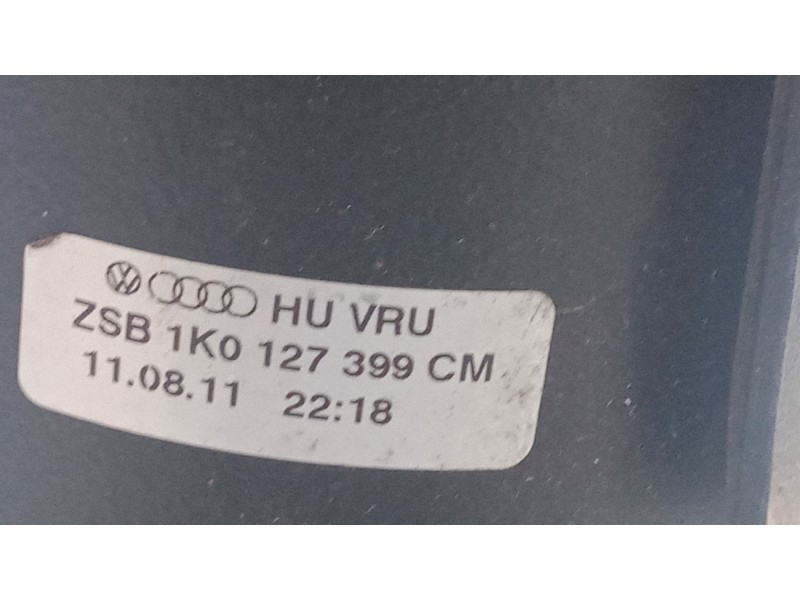 HU VRU
ZSB 1K0 127 399 CM
11.08.11 22:18